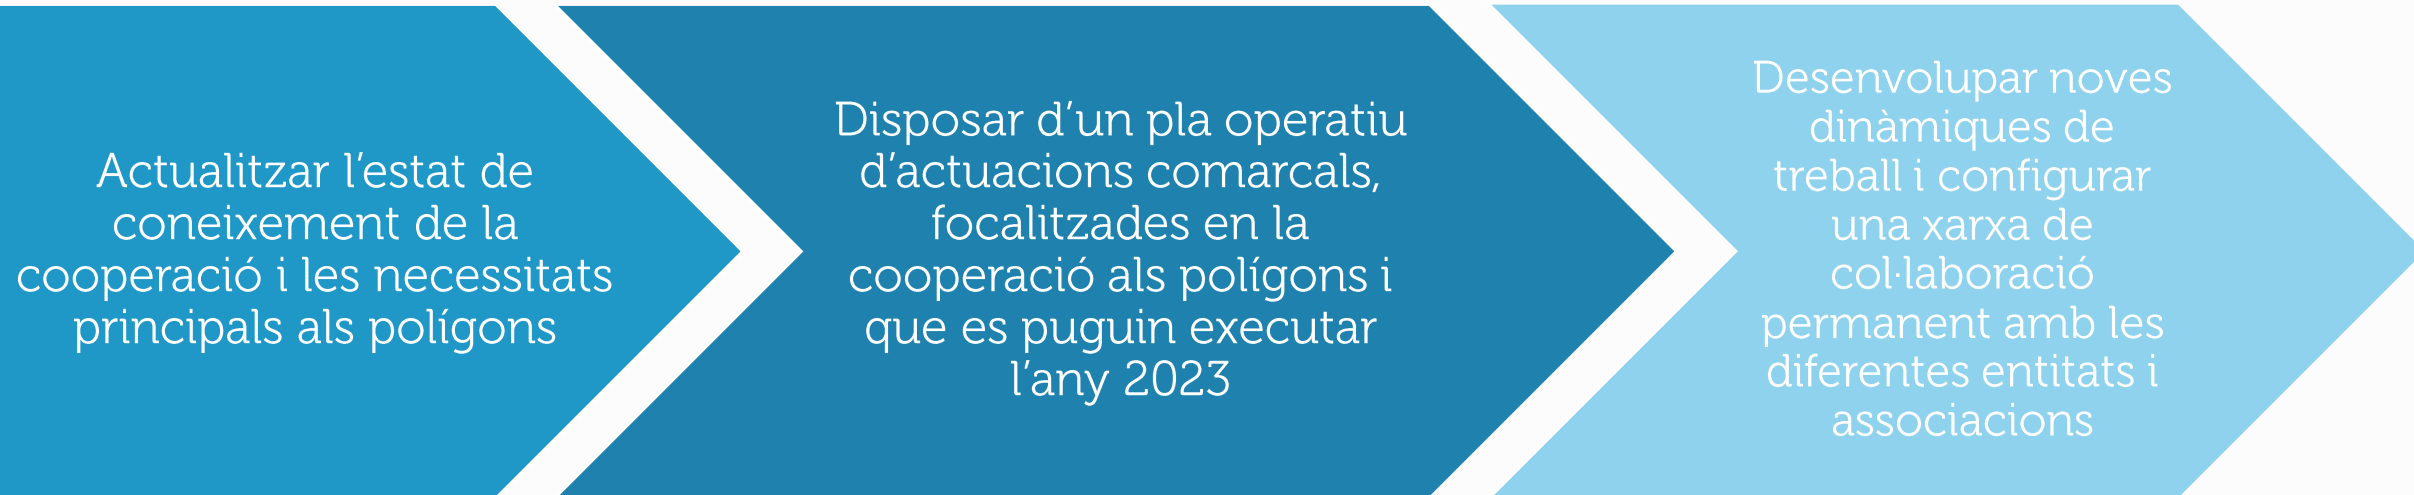 Actualitzar l’estat de
coneixement de la
cooperació i les necessitats
principals als polígons
Disposar d’un pla operatiu
d’actuacions comarcals,
focalitzades en la
cooperació als polígons i
que es puguin executar
l’any 2023
Desenvolupar noves
dinàmiques de
treball i configurar
una xarxa de
col·laboració
permanent amb les
diferentes entitats i
associacions